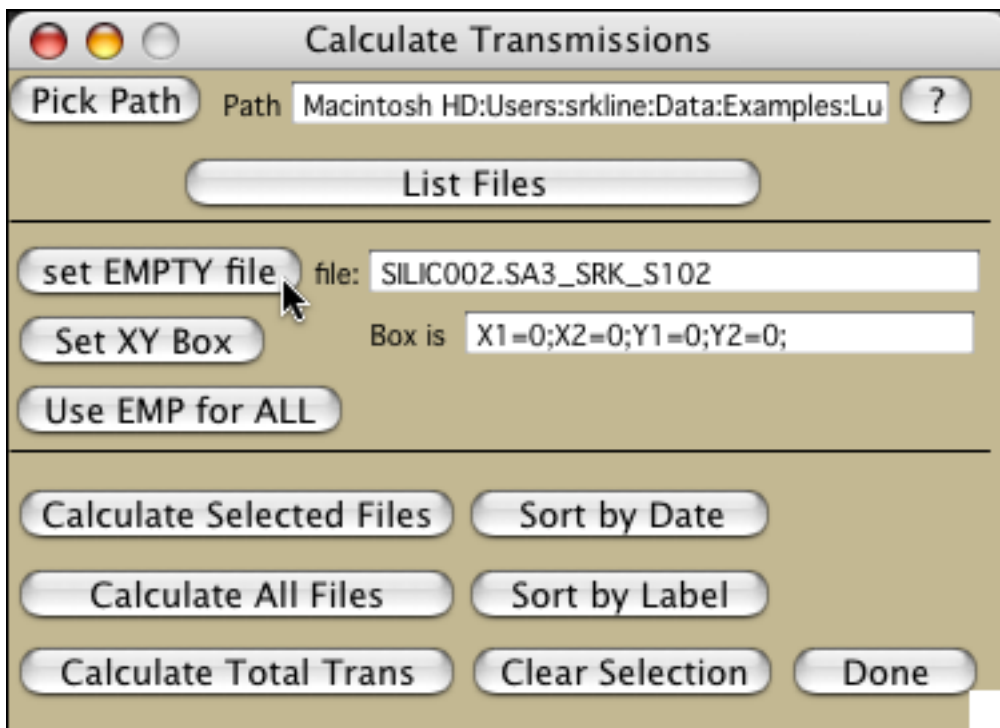 Calculate Transmissions
Pick Path Path Macintosh HD:Users:srkline:Data:Examples:Lu ?
List Files
set EMPTY file file: SILIC002.SA3_SRK_S102
Set XY Box Box is X1=0;X2=0;Y1=0;Y2=0;
Use EMP for ALL
Calculate Selected Files Sort by Date
Calculate All Files Sort by Label
Calculate Total Trans Clear Selection Done